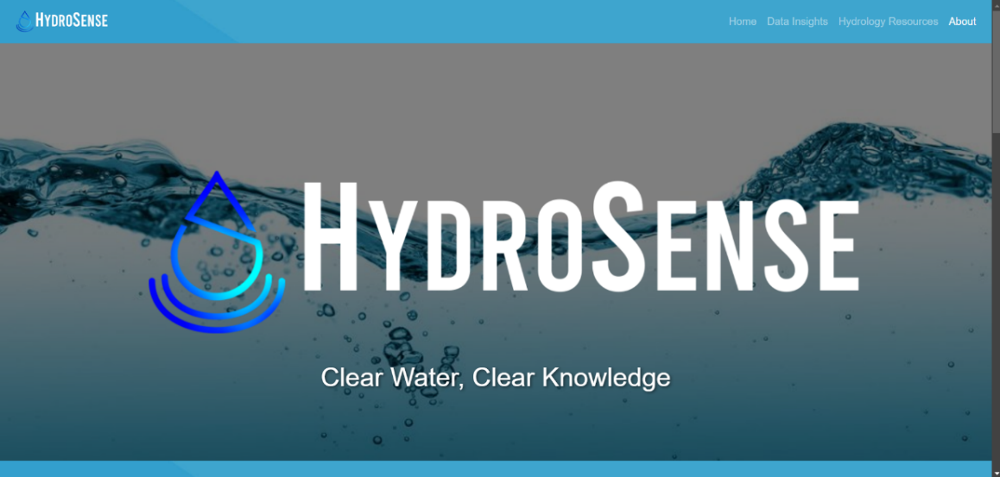 HYDROSENSE
Home Data Insights Hydrology Resources About
HYDROSENSE
Clear Water, Clear Knowledge